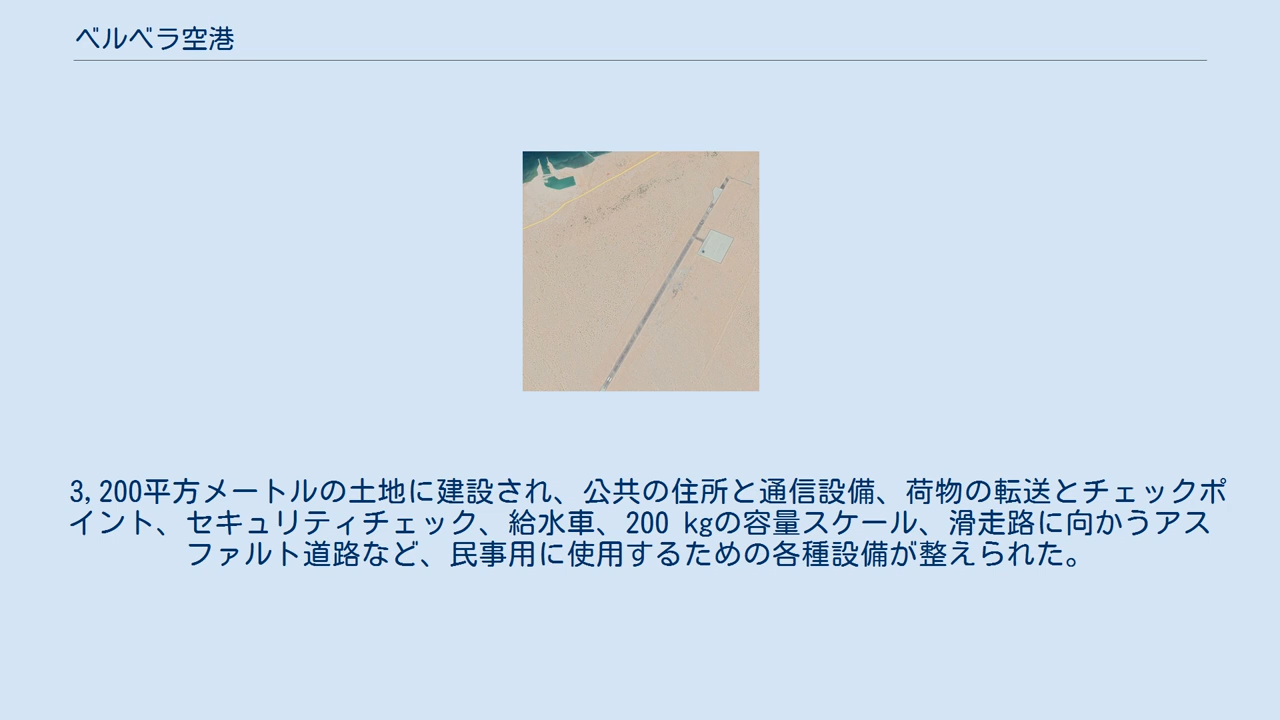 ベルベラ空港
3,200平方メートルの土地に建設され、公共の住所と通信設備、荷物の転送とチェックポ
イント、セキュリティチェック、給水車、200 kgの容量スケール、滑走路に向かうアス
ファルト道路など、民事用に使用するための各種設備が整えられた。